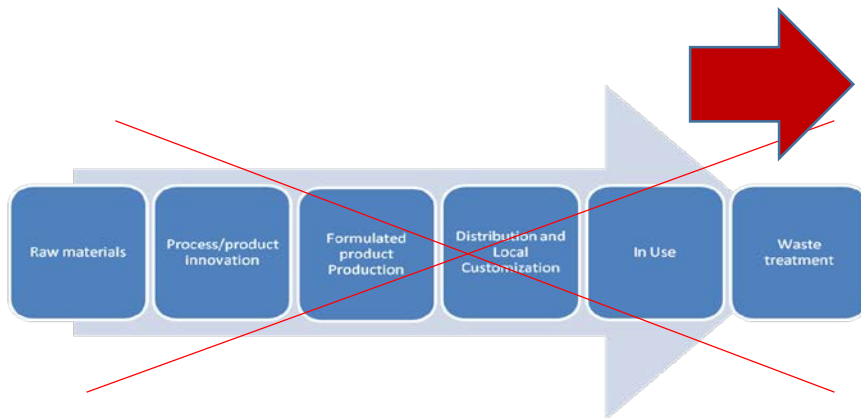 Raw materials
Process/product
innovation
Formulated
product
Production
Distribution and
Local
Customization
In Use
Waste
treatment